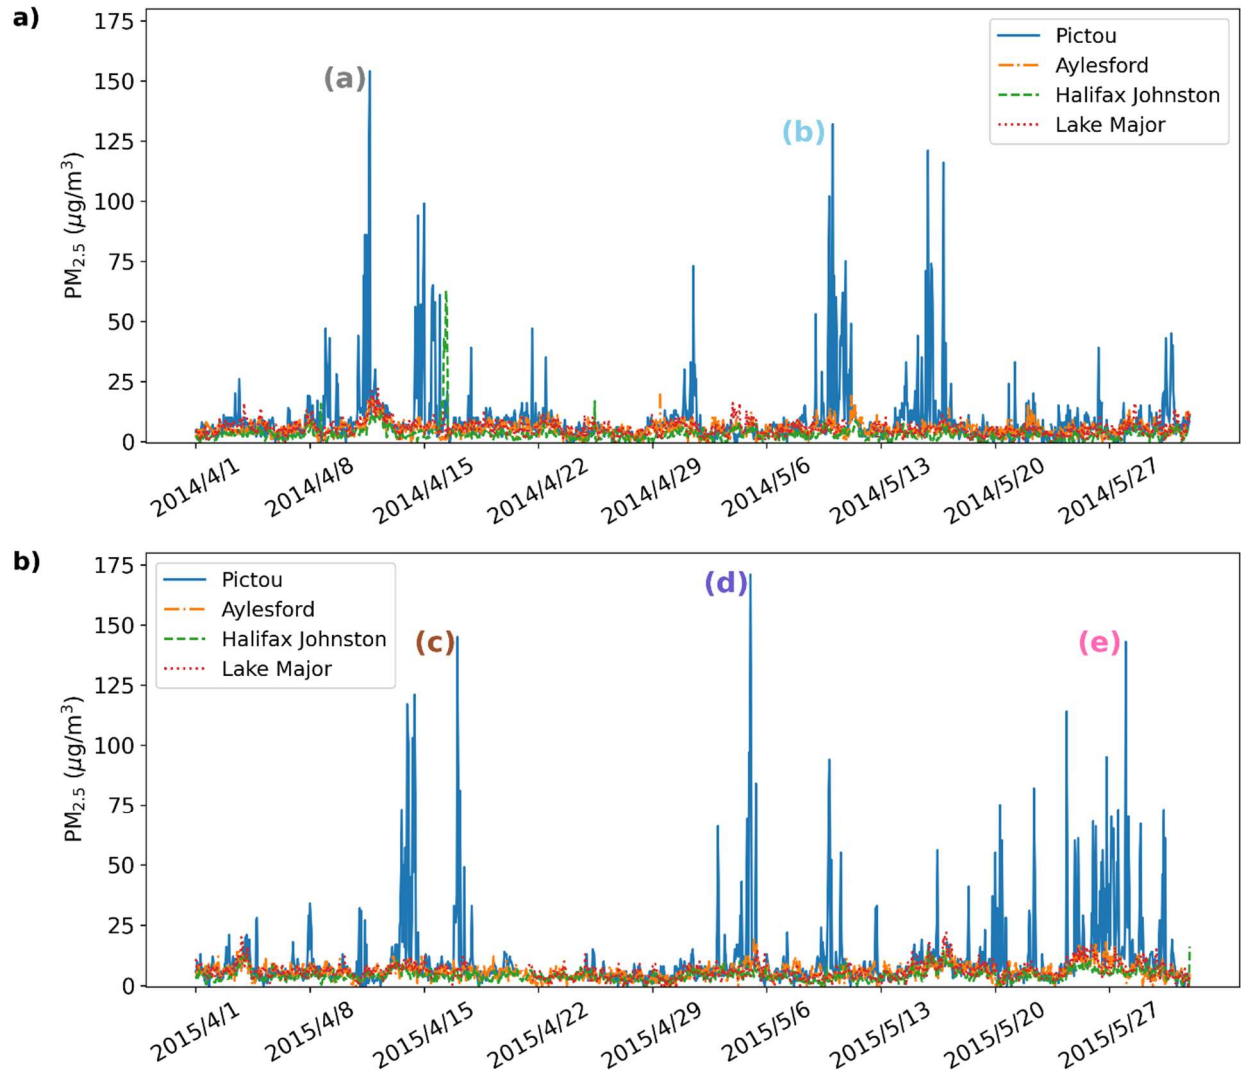 a)
175
150
125
100
75
50
25
0
PM2.5 (μg/m³)
(a)
(b)
Pictou
Aylesford
Halifax Johnston
Lake Major
2014/4/1
2014/4/8
2014/4/15
2014/4/22
2014/4/29
2014/5/6
2014/5/13
2014/5/20
2014/5/27
b)
175
150
125
100
75
50
25
0
PM2.5 (μg/m³)
Pictou
Aylesford
Halifax Johnston
Lake Major
(c)
(d)
(e)
2015/4/1
2015/4/8
2015/4/15
2015/4/22
2015/4/29
2015/5/6
2015/5/13
2015/5/20
2015/5/27